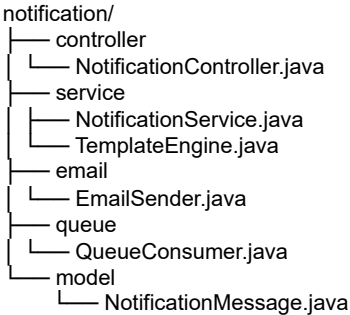 notification/
├── controller
│ └── NotificationController.java
├── service
│ ├── NotificationService.java
│ └── TemplateEngine.java
├── email
│ └── EmailSender.java
├── queue
│ └── QueueConsumer.java
└── model
    └── NotificationMessage.java